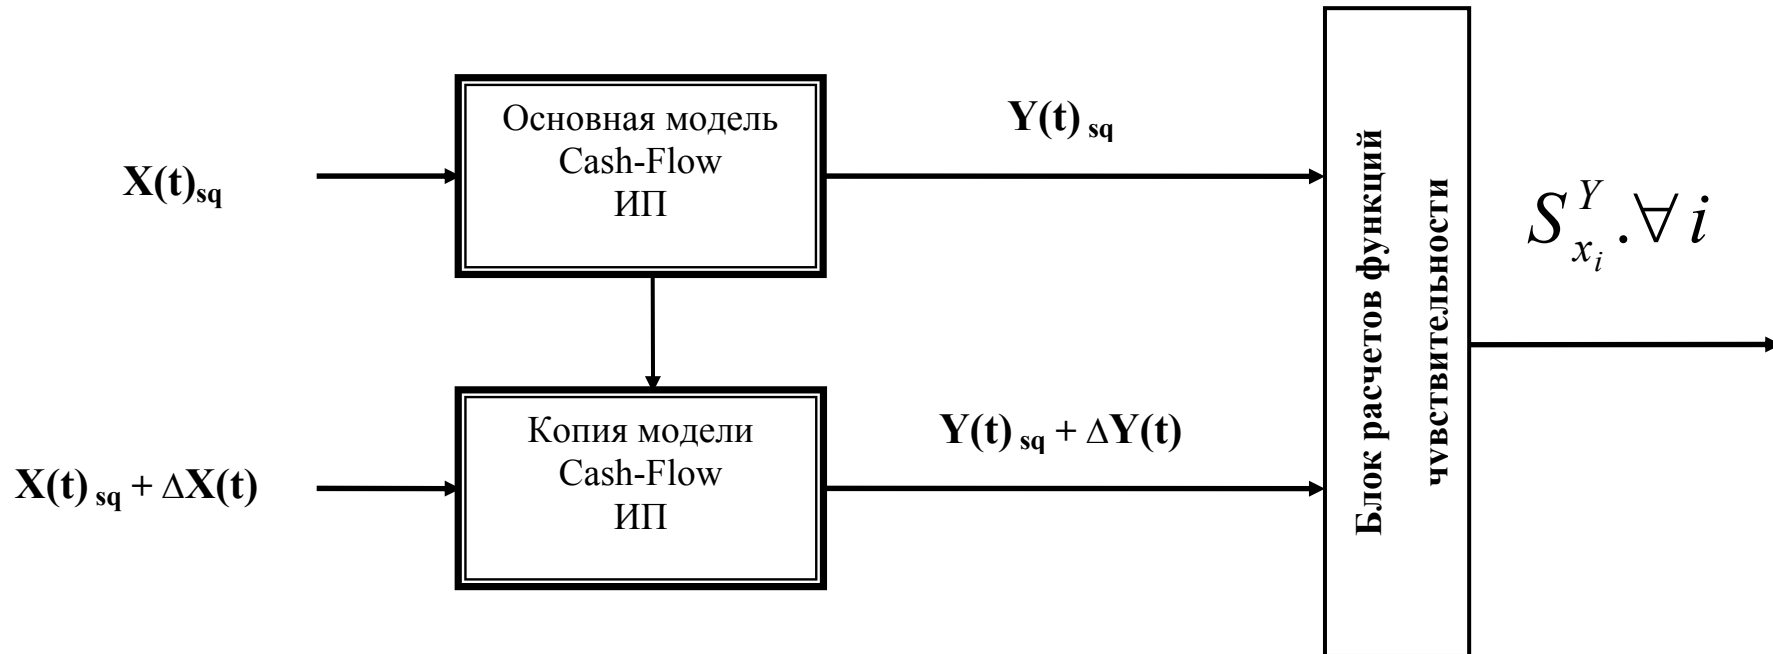 Основная модель
Cash-Flow
ИП
X(t)sq
Y(t) sq
Копия модели
Cash-Flow
ИП
X(t) sq + ΔX(t)
Y(t) sq + ΔY(t)
Блок расчетов функций
чувствительности
S^Y_{x_i} .∀ i